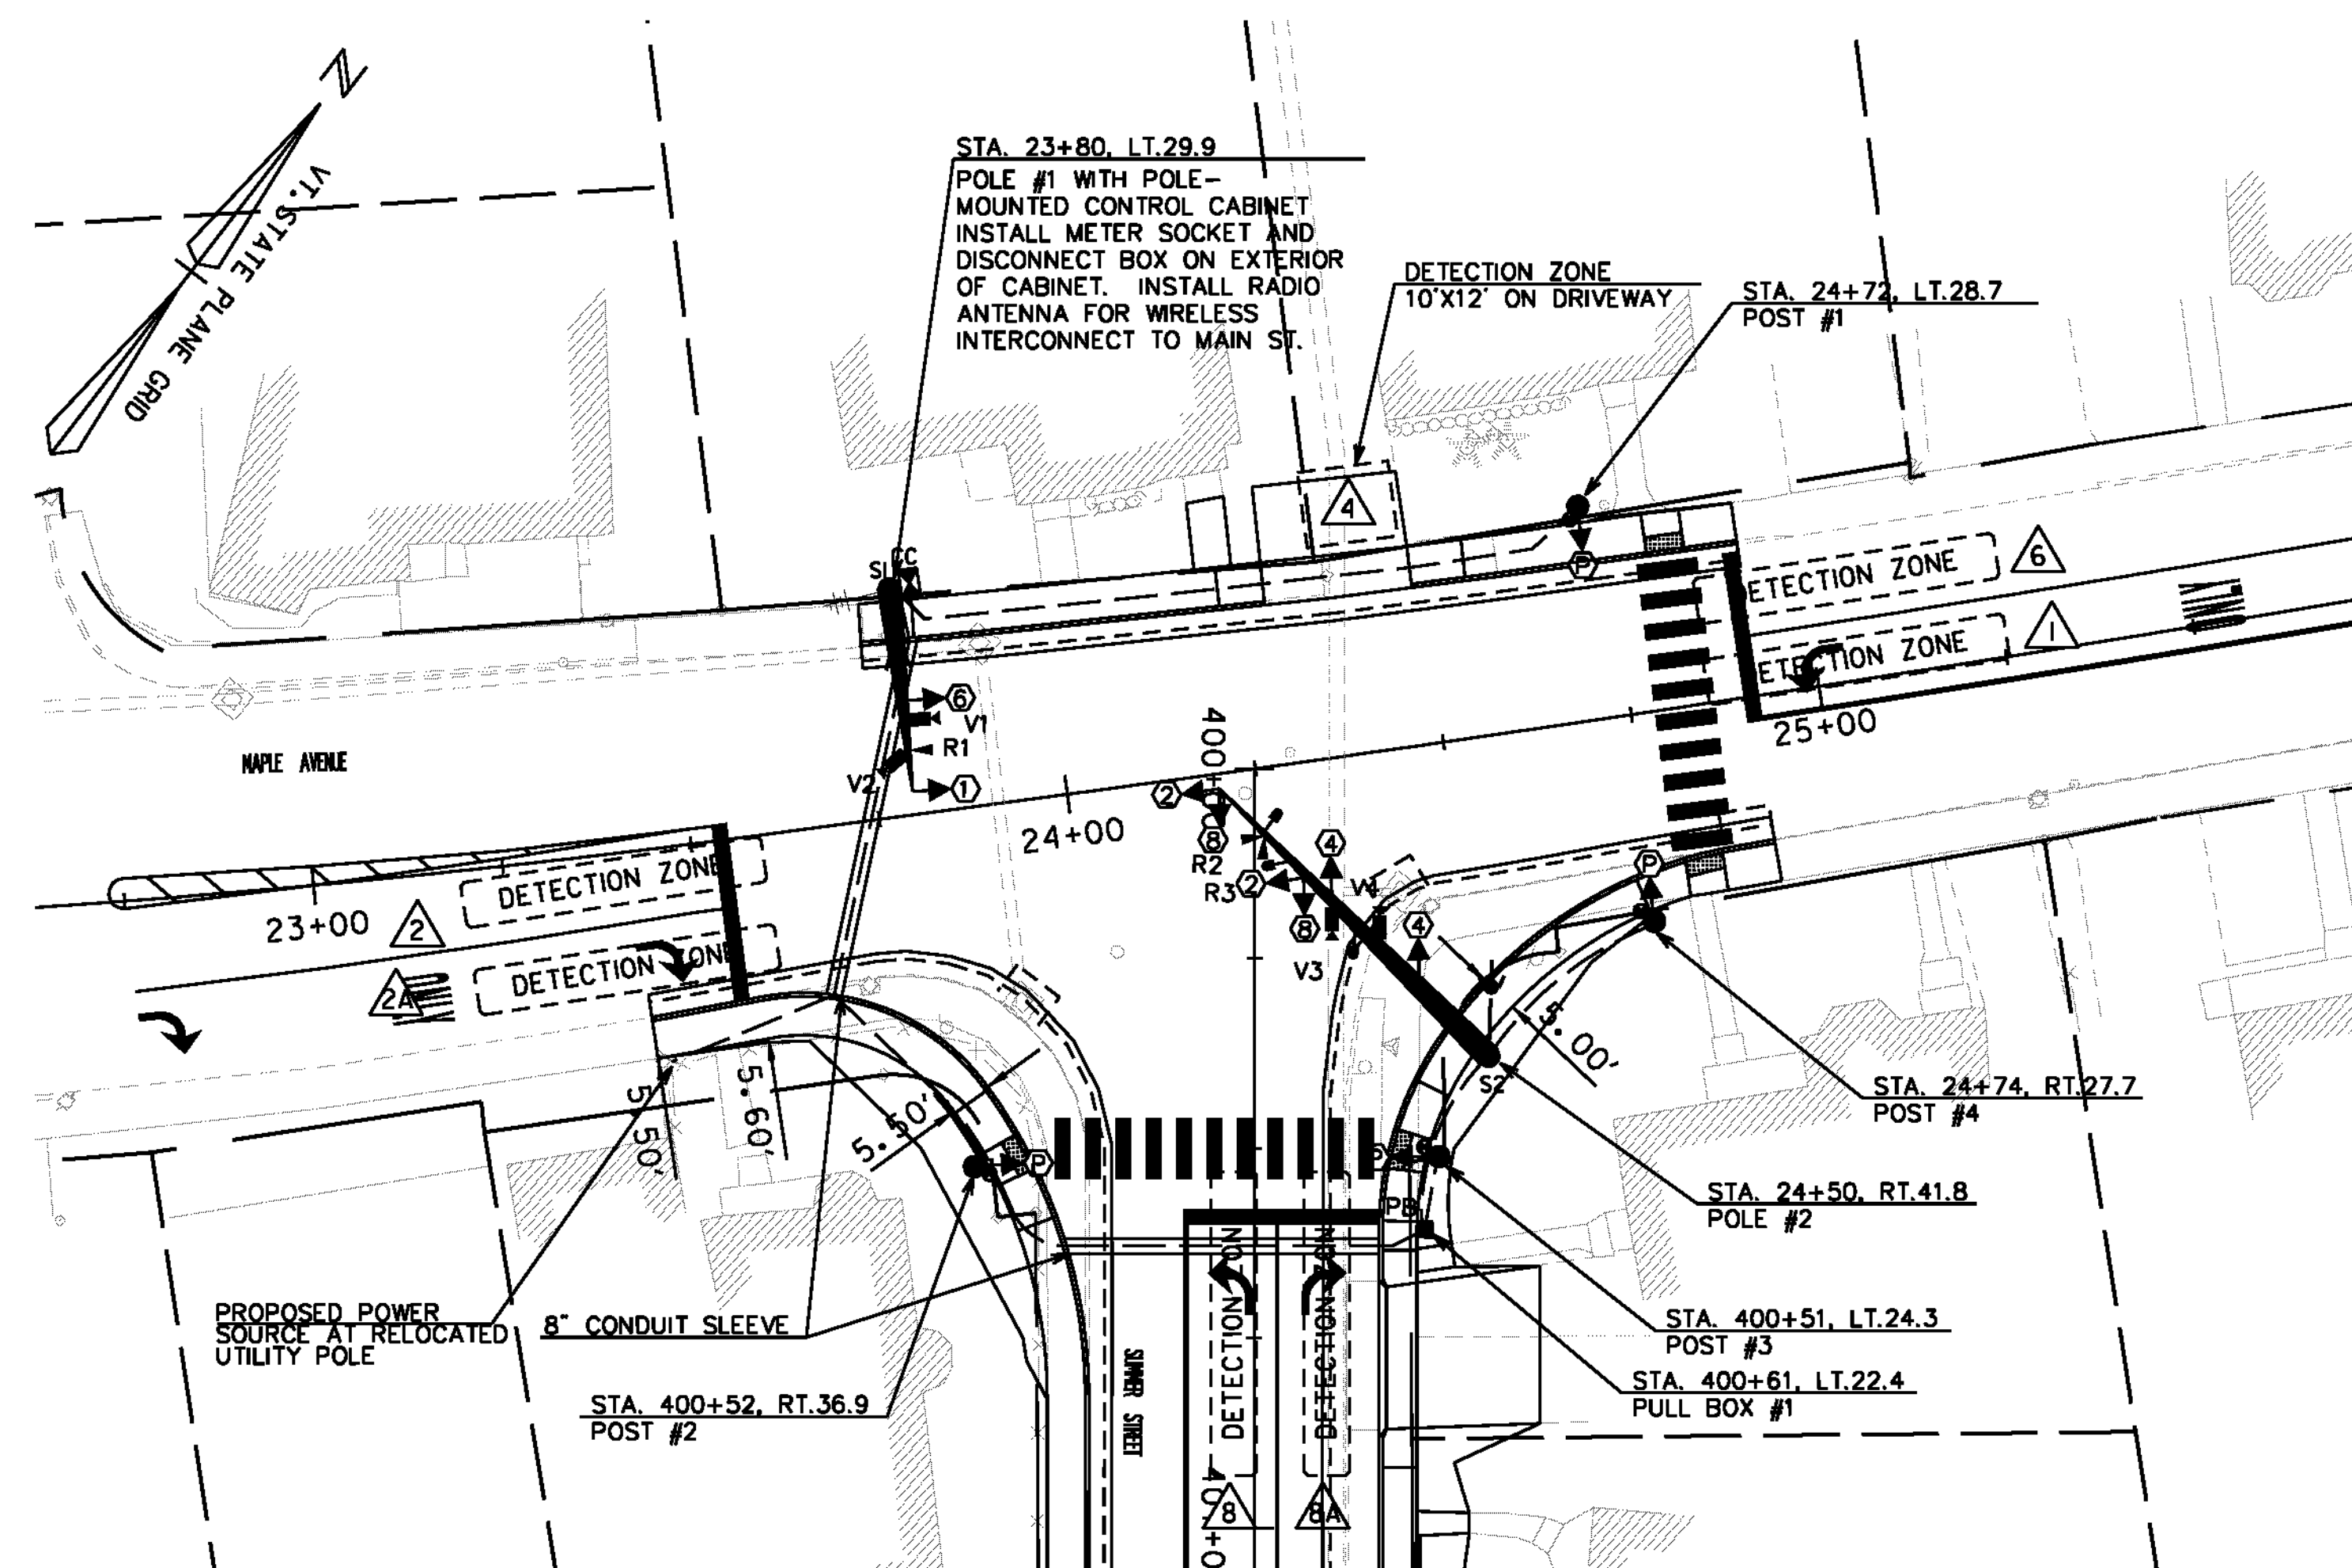 N
VT. STATE PLANE GRID
STA. 23+80, LT.29.9
POLE #1 WITH POLE-
MOUNTED CONTROL CABINET
INSTALL METER SOCKET AND
DISCONNECT BOX ON EXTERIOR
OF CABINET. INSTALL RADIO
ANTENNA FOR WIRELESS
INTERCONNECT TO MAIN ST.
DETECTION ZONE
10'X12' ON DRIVEWAY
STA. 24+72, LT.28.7
POST #1
4
P
DETECTION ZONE
6
DETECTION ZONE
1
25+00
6
V1
R1
V2
1
MAPLE AVENUE
24+00
2
8
R2
R3
2
8
4
V4
4
V3
P
23+00
2
DETECTION ZONE
2A
DETECTION ZONE
5.50'
5.60'
5.50'
5.00'
S2
STA. 24+74, RT.27.7
POST #4
STA. 24+50, RT.41.8
POLE #2
P
PB
STA. 400+51, LT.24.3
POST #3
STA. 400+61, LT.22.4
PULL BOX #1
PROPOSED POWER
SOURCE AT RELOCATED
UTILITY POLE
8" CONDUIT SLEEVE
STA. 400+52, RT.36.9
POST #2
SUMMER STREET
DETECTION
DETECTION
8
8A